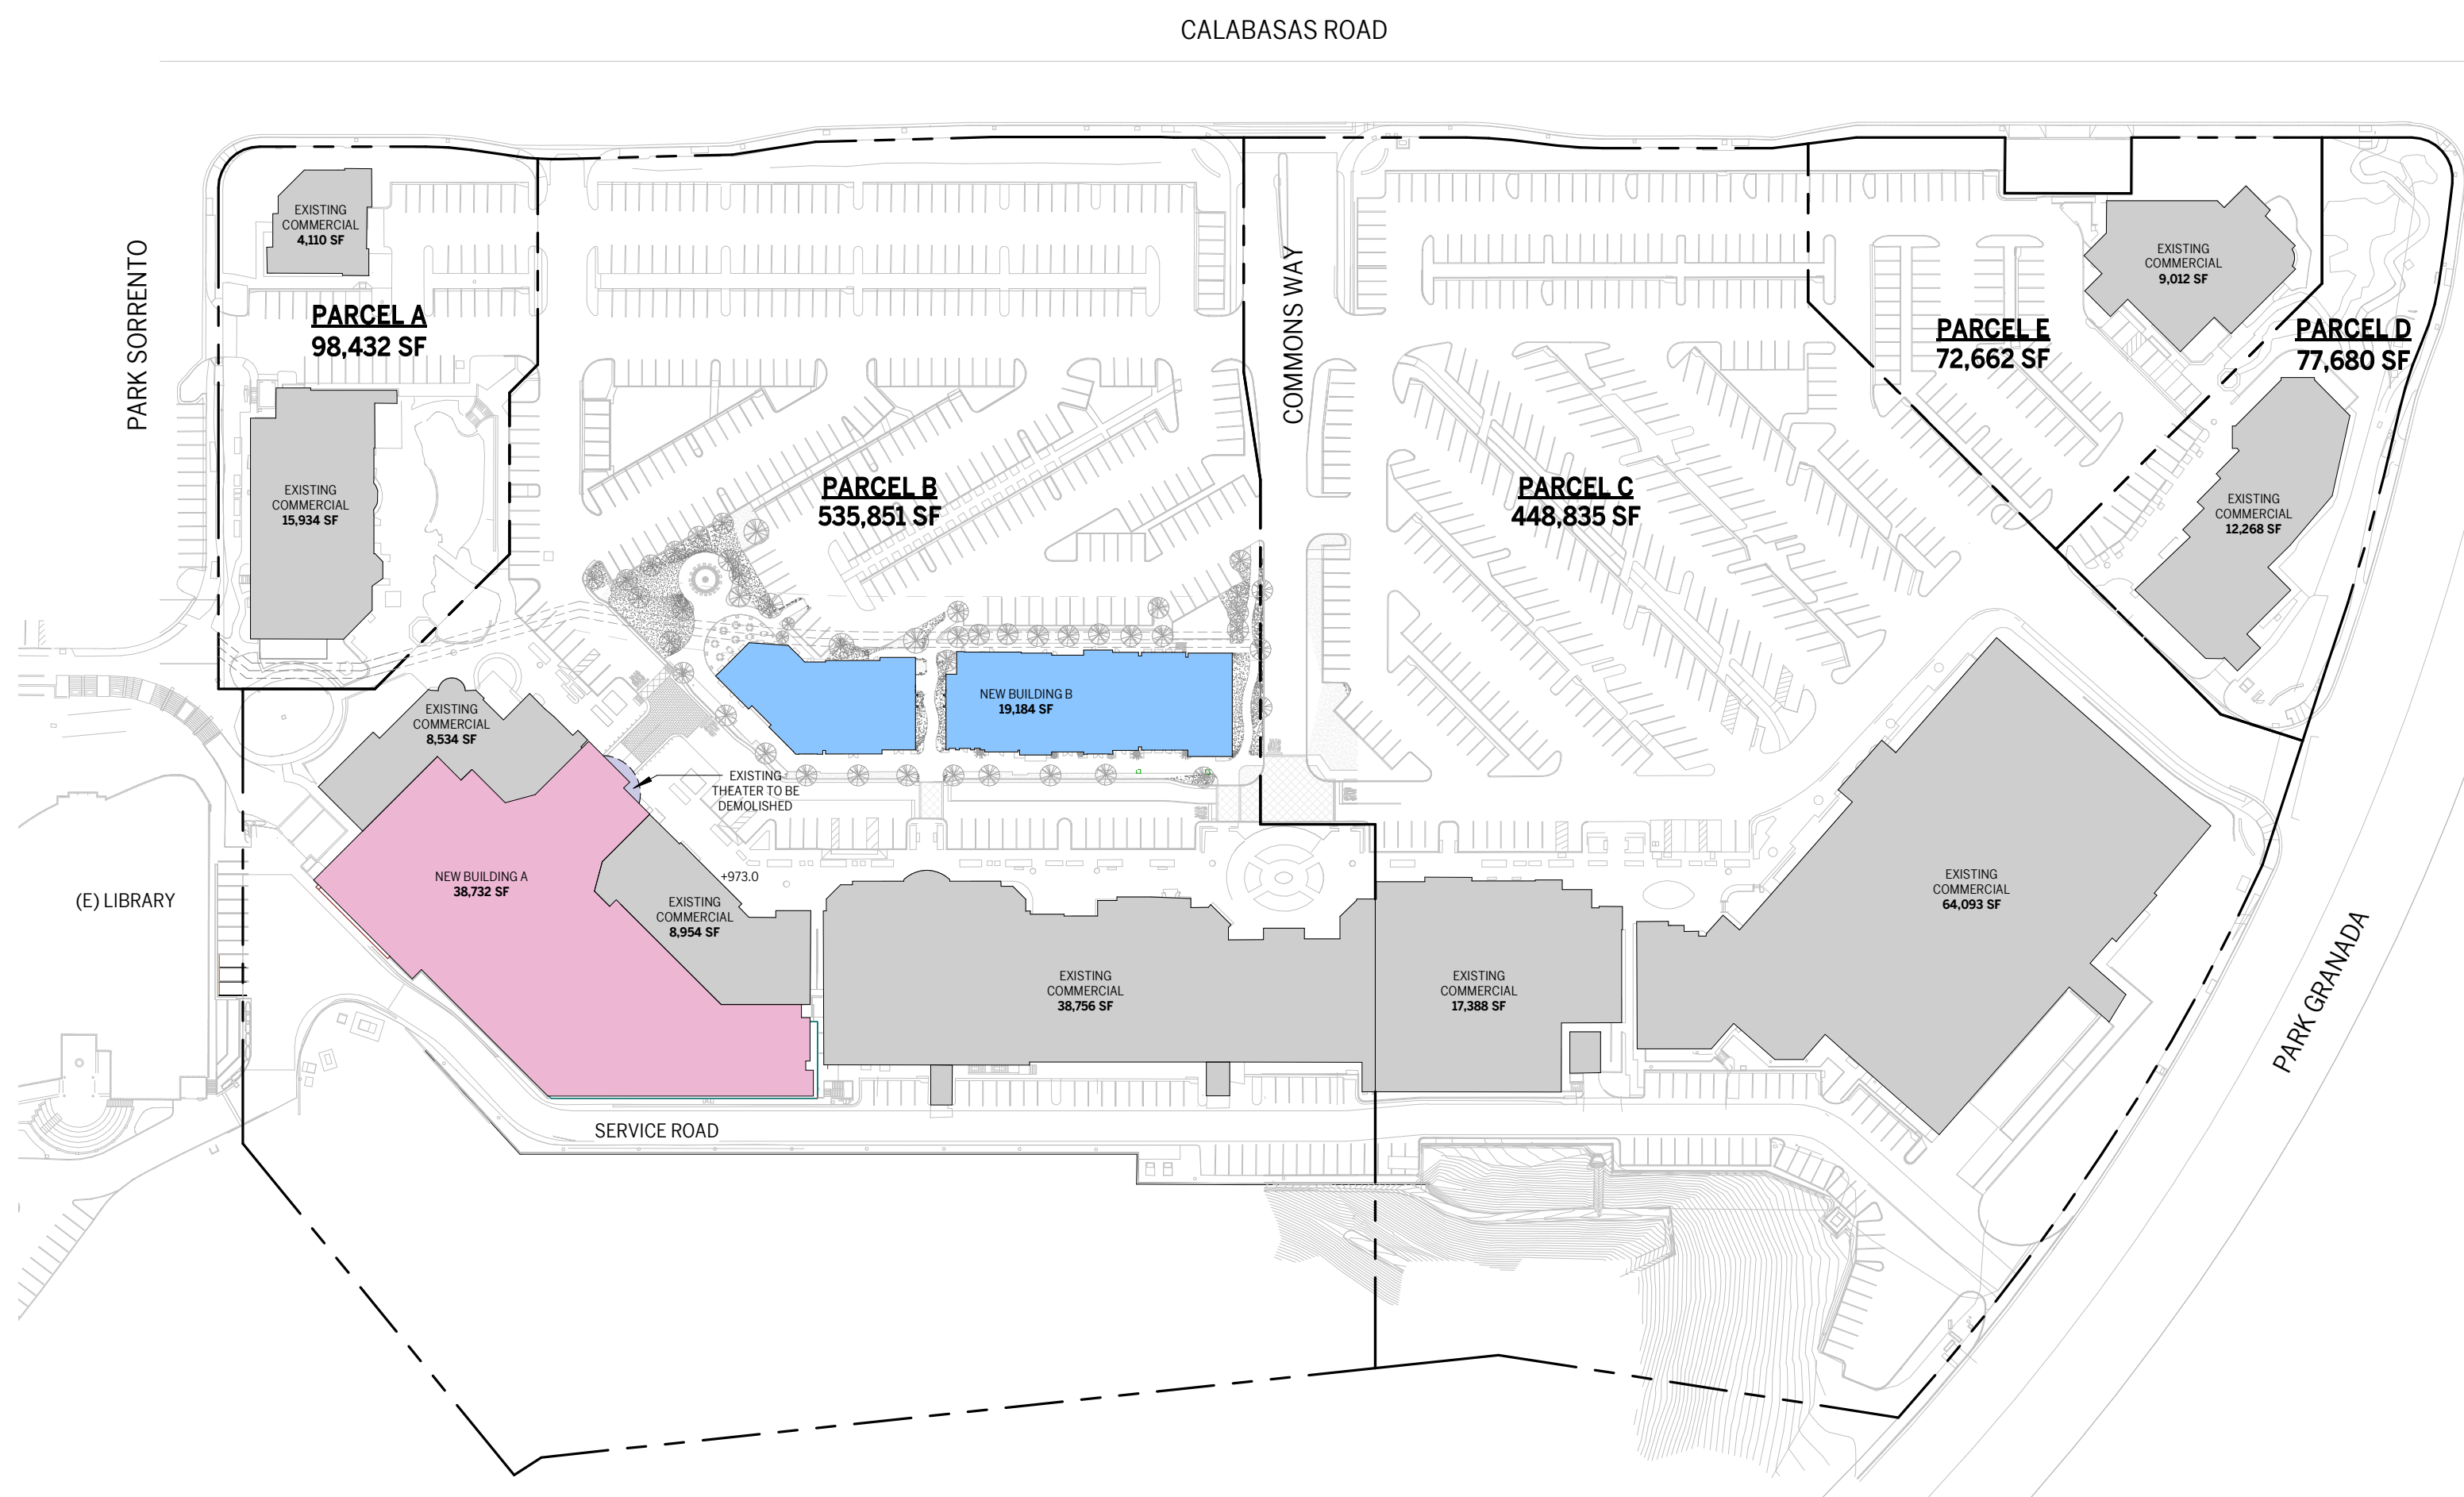 CALABASAS ROAD
PARK SORRENTO
EXISTING
COMMERCIAL
4,110 SF
PARCEL A
98,432 SF
EXISTING
COMMERCIAL
15,934 SF
COMMONS WAY
PARCEL B
535,851 SF
PARCEL C
448,835 SF
EXISTING
COMMERCIAL
9,012 SF
PARCEL E
72,662 SF
PARCEL D
77,680 SF
EXISTING
COMMERCIAL
12,268 SF
EXISTING
COMMERCIAL
8,534 SF
NEW BUILDING B
19,184 SF
EXISTING
THEATER TO BE
DEMOLISHED
(E) LIBRARY
NEW BUILDING A
38,732 SF
+973.0
EXISTING
COMMERCIAL
8,954 SF
EXISTING
COMMERCIAL
38,756 SF
EXISTING
COMMERCIAL
17,388 SF
EXISTING
COMMERCIAL
64,093 SF
PARK GRANADA
SERVICE ROAD